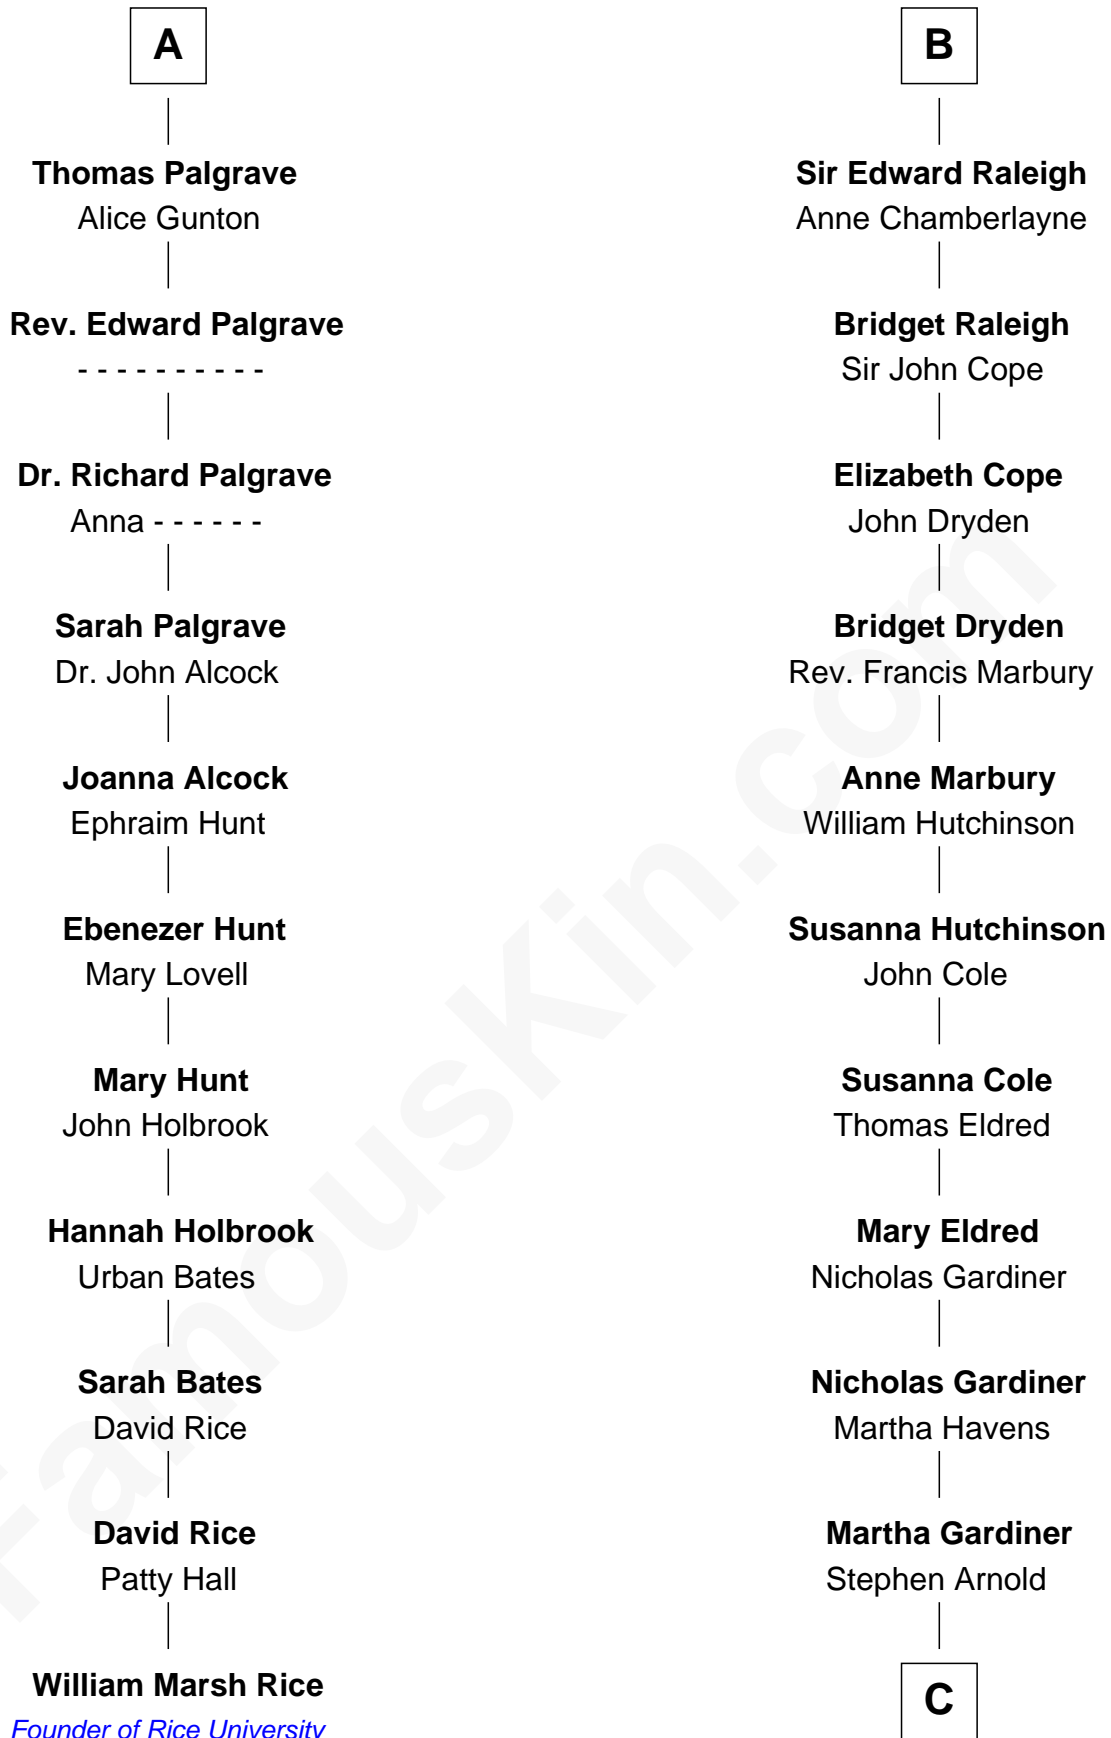 A
Thomas Palgrave
Alice Gunton
Rev. Edward Palgrave
- - - - - - - - - -
Dr. Richard Palgrave
Anna - - - - - -
Sarah Palgrave
Dr. John Alcock
Joanna Alcock
Ephraim Hunt
Ebenezer Hunt
Mary Lovell
Mary Hunt
John Holbrook
Hannah Holbrook
Urban Bates
Sarah Bates
David Rice
David Rice
Patty Hall
William Marsh Rice
Founder of Rice University
B
Sir Edward Raleigh
Anne Chamberlayne
Bridget Raleigh
Sir John Cope
Elizabeth Cope
John Dryden
Bridget Dryden
Rev. Francis Marbury
Anne Marbury
William Hutchinson
Susanna Hutchinson
John Cole
Susanna Cole
Thomas Eldred
Mary Eldred
Nicholas Gardiner
Nicholas Gardiner
Martha Havens
Martha Gardiner
Stephen Arnold
C
FamousKin.com